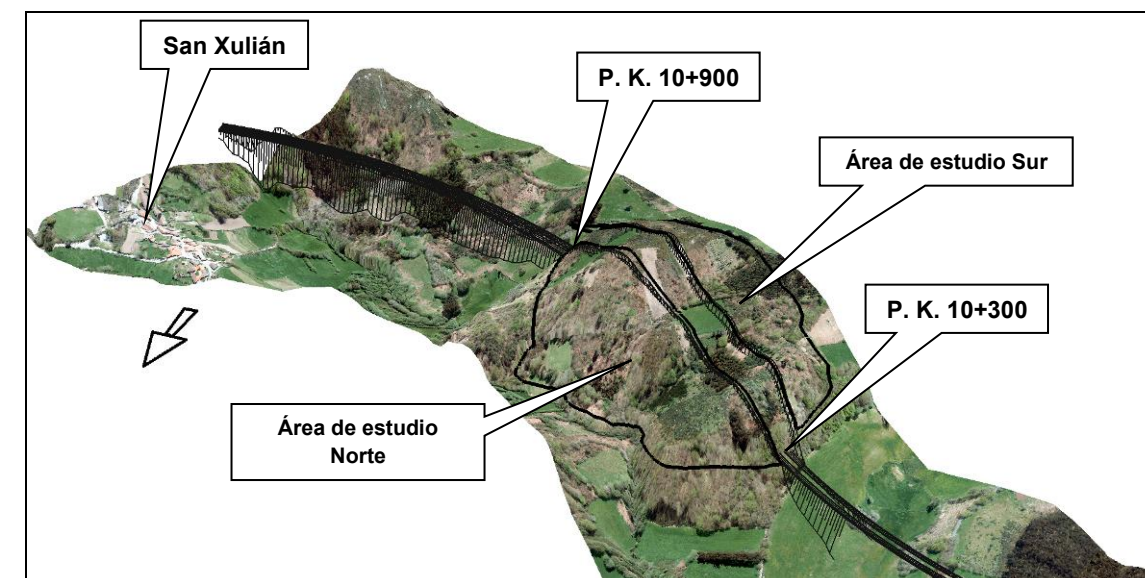 San Xulián
P. K. 10+900
Área de estudio Sur
P. K. 10+300
Área de estudio
Norte